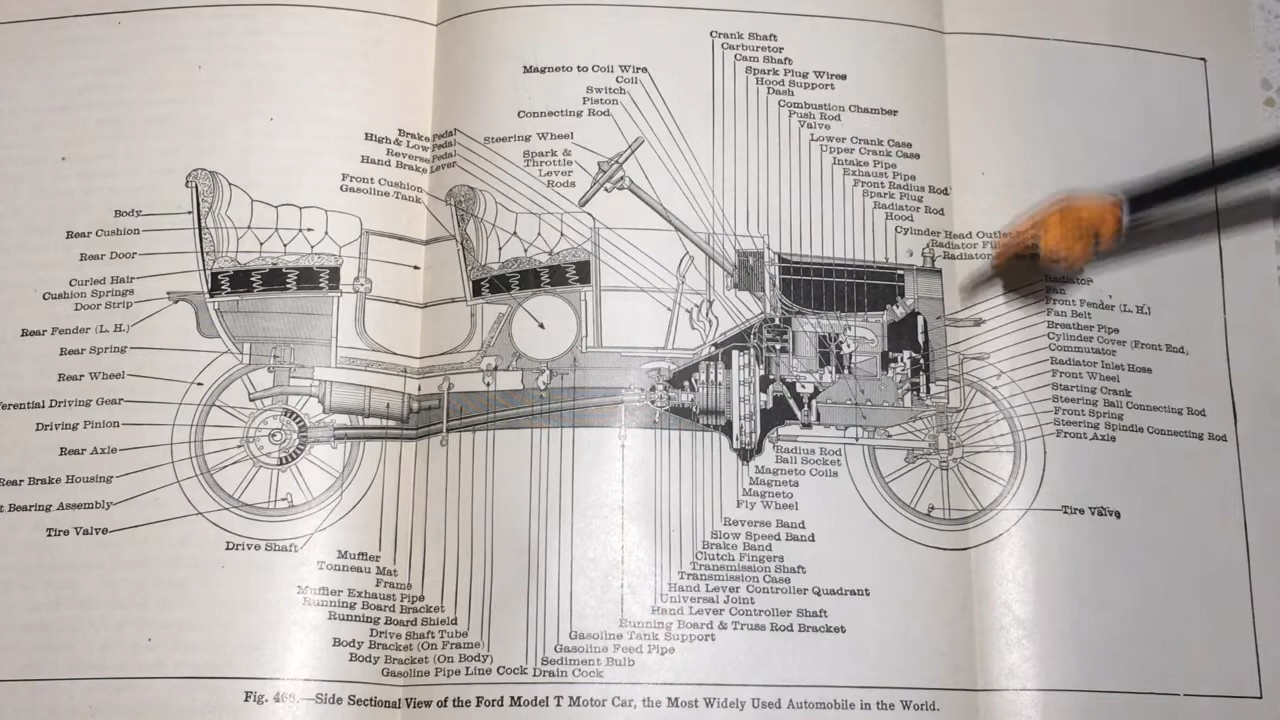 Crank Shaft
Carburetor
Cam Shaft
Spark Plug Wires
Hood Support
Dash
Combustion Chamber
Push Rod
Valve
Lower Crank Case
Upper Crank Case
Intake Pipe
Exhaust Pipe
Front Radius Rod
Spark Plug
Radiator Rod
Hood
Cylinder Head Outlet
Radiator
Radiator
Magneto to Coil Wire
Coil
Switch
Piston
Connecting Rod
Steering Wheel
Spark &
Throttle
Lever
Rods
Brake Pedal
High & Low Pedal
Reverse Pedal
Hand Brake Lever
Front Cushion
Gasoline Tank
Body
Rear Cushion
Rear Door
Curled Hair
Cushion Springs
Door Strip
Rear Fender (L. H.)
Rear Spring
Rear Wheel
Driving Gear
Driving Pinion
Rear Axle
Rear Brake Housing
Bearing Assembly
Tire Valve
Drive Shaft
Radiator
Fan
Front Fender (L. H.)
Fan Belt
Breather Pipe
Cylinder Cover (Front End)
Commutator
Radiator Inlet Hose
Front Wheel
Starting Crank
Steering Ball Connecting Rod
Front Spring
Steering Spindle Connecting Rod
Front Axle
Tire Valve
Radius Rod
Ball Socket
Magneto Coils
Magnets
Magneto
Fly Wheel
Reverse Band
Slow Speed Band
Brake Band
Clutch Fingers
Transmission Shaft
Transmission Case
Hand Lever Controller Quadrant
Universal Joint
Hand Lever Controller Shaft
Running Board & Truss Rod Bracket
Gasoline Tank Support
Gasoline Feed Pipe
Sediment Bulb
Drain Cock
Muffler
Tonneau Mat
Frame
Muffler Exhaust Pipe
Running Board Bracket
Running Board Shield
Drive Shaft Tube
Body Bracket (On Frame)
Body Bracket (On Body)
Gasoline Pipe Line Cock
Fig. —Side Sectional View of the Ford Model T Motor Car, the Most Widely Used Automobile in the World.